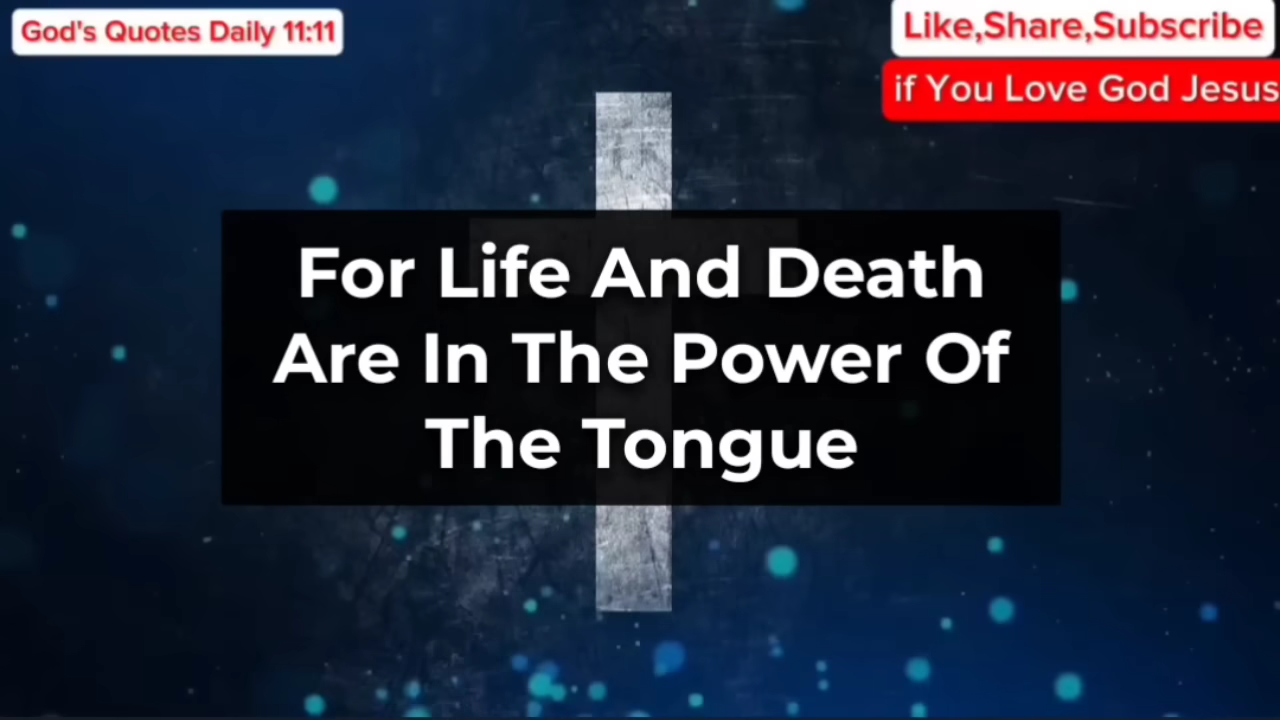 God's Quotes Daily 11:11
Like,Share,Subscribe
if You Love God Jesus
For Life And Death
Are In The Power Of
The Tongue